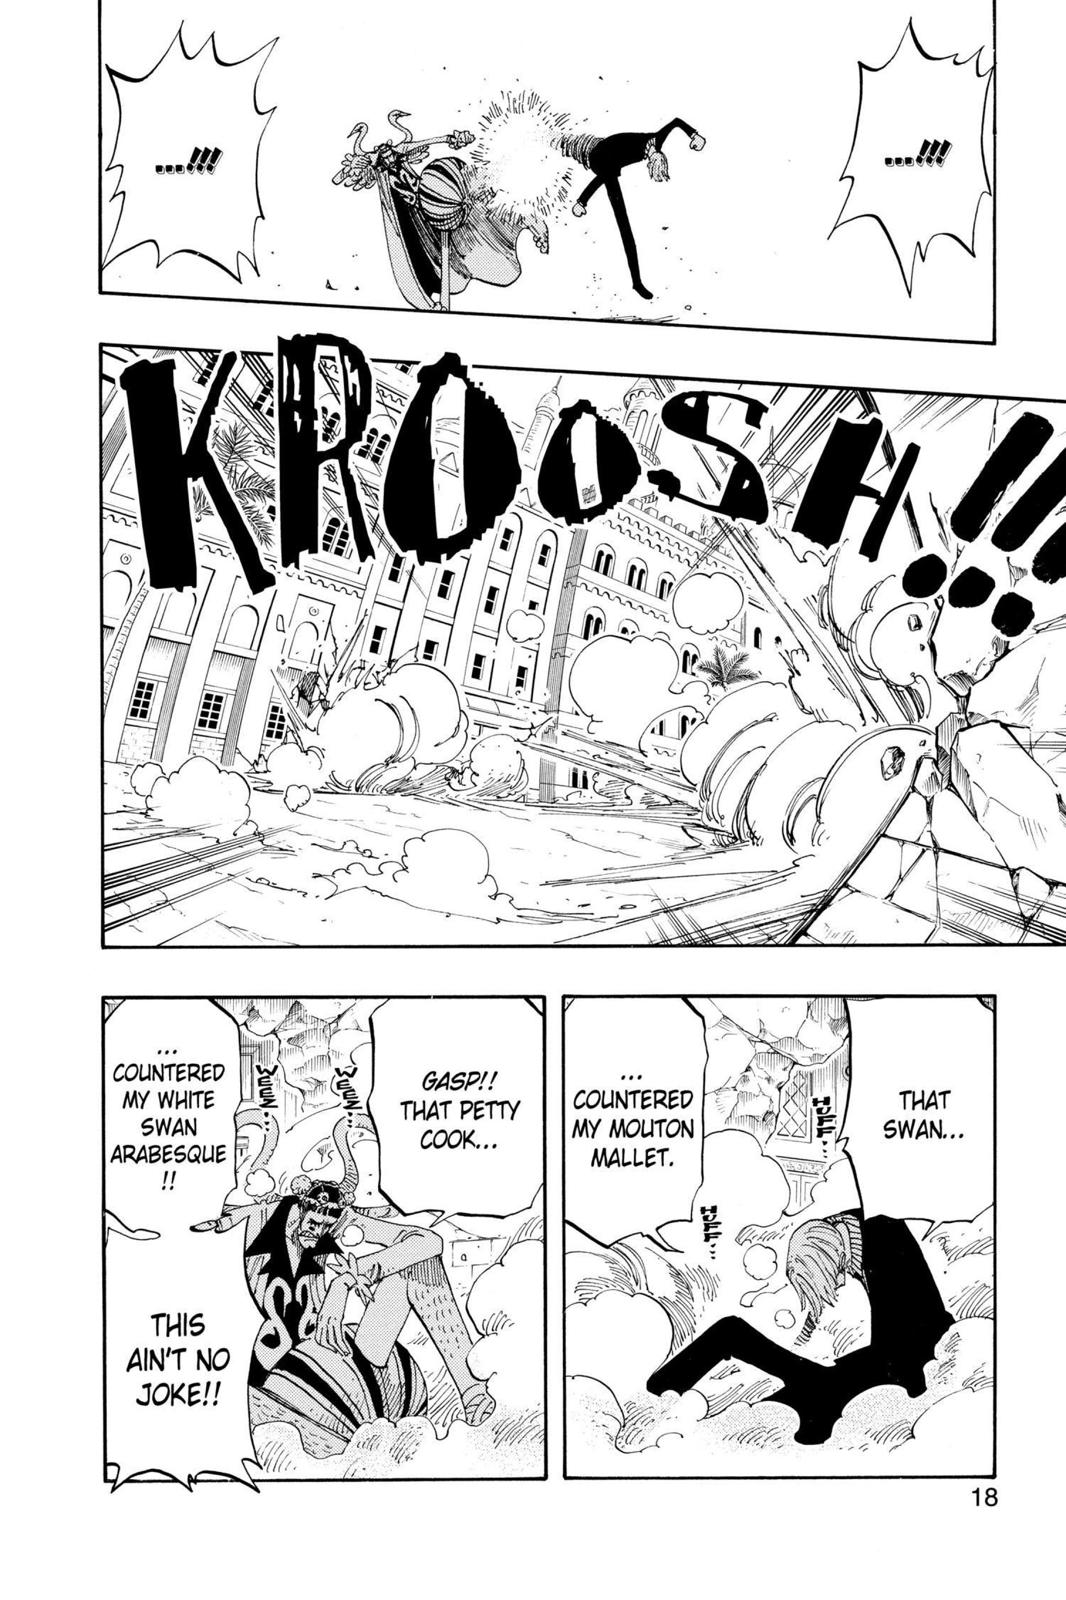 ....!!!
....!!!
KROOSH!!!
THAT
SWAN...
HUFF...
HUFF...
...
COUNTERED
MY MOUTON
MALLET.
GASP!!
THAT PETTY
COOK...
WEEZ...
WEEZ...
...
COUNTERED
MY WHITE
SWAN
ARABESQUE
!!
THIS
AIN'T NO
JOKE!!
18